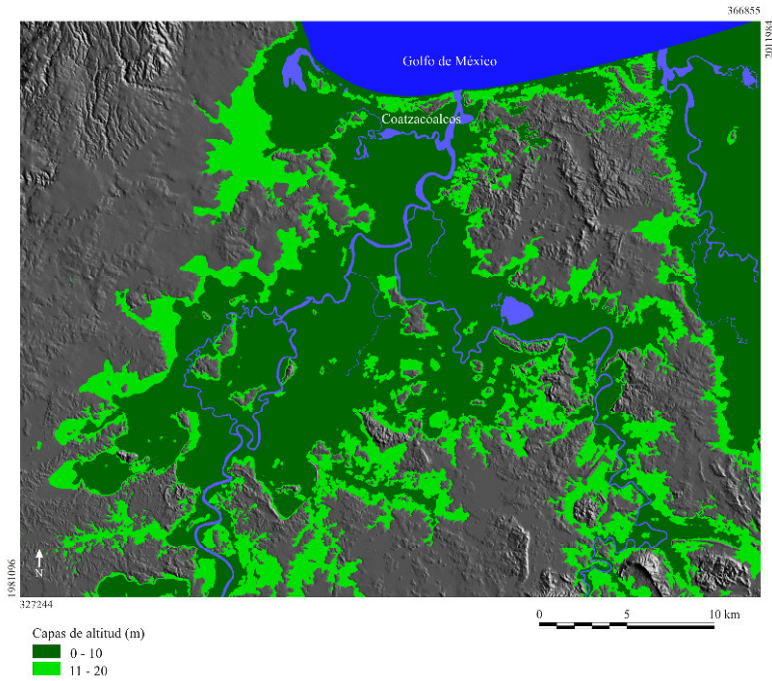 366855
2011984
Golfo de México
Coatzacoalcos
1981096
N
327244
0 5 10 km
Capas de altitud (m)
0 - 10
11 - 20